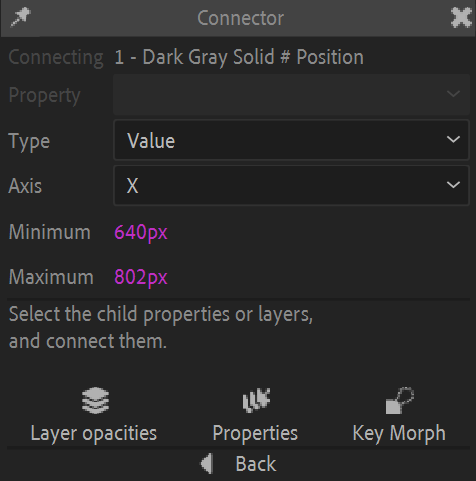 Connector
Connecting 1 - Dark Gray Solid # Position
Property
Type Value
Axis X
Minimum 640px
Maximum 802px
Select the child properties or layers,
and connect them.
Layer opacities Properties Key Morph
Back